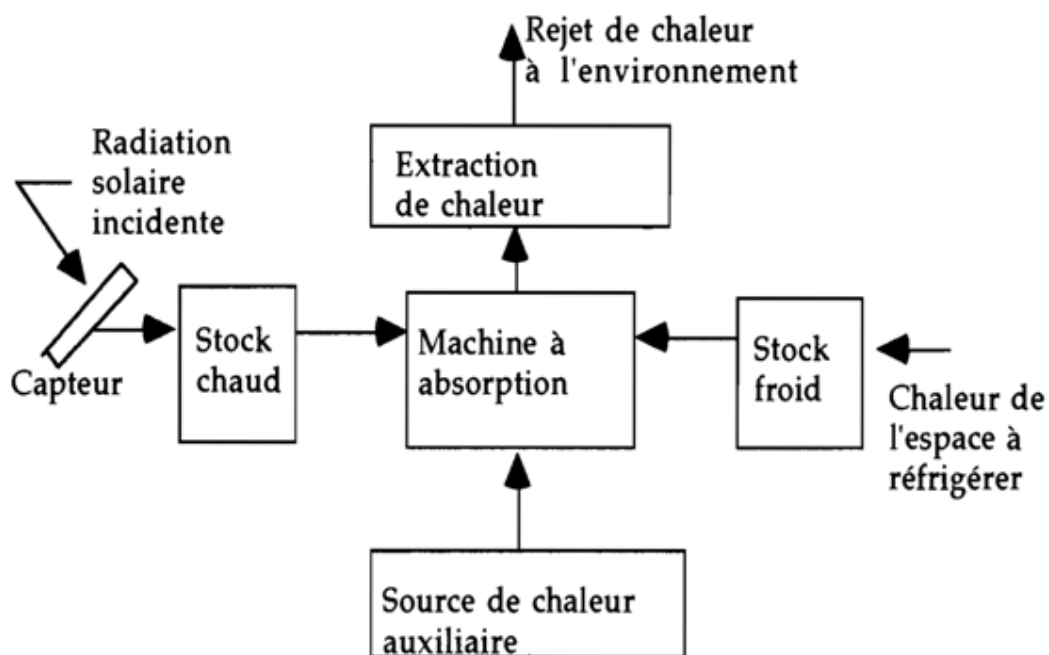 Rejet de chaleur
à l'environnement
Radiation
solaire
incidente
Extraction
de chaleur
Capteur
Stock
chaud
Machine à
absorption
Stock
froid
Chaleur de
l'espace à
réfrigérer
Source de chaleur
auxiliaire